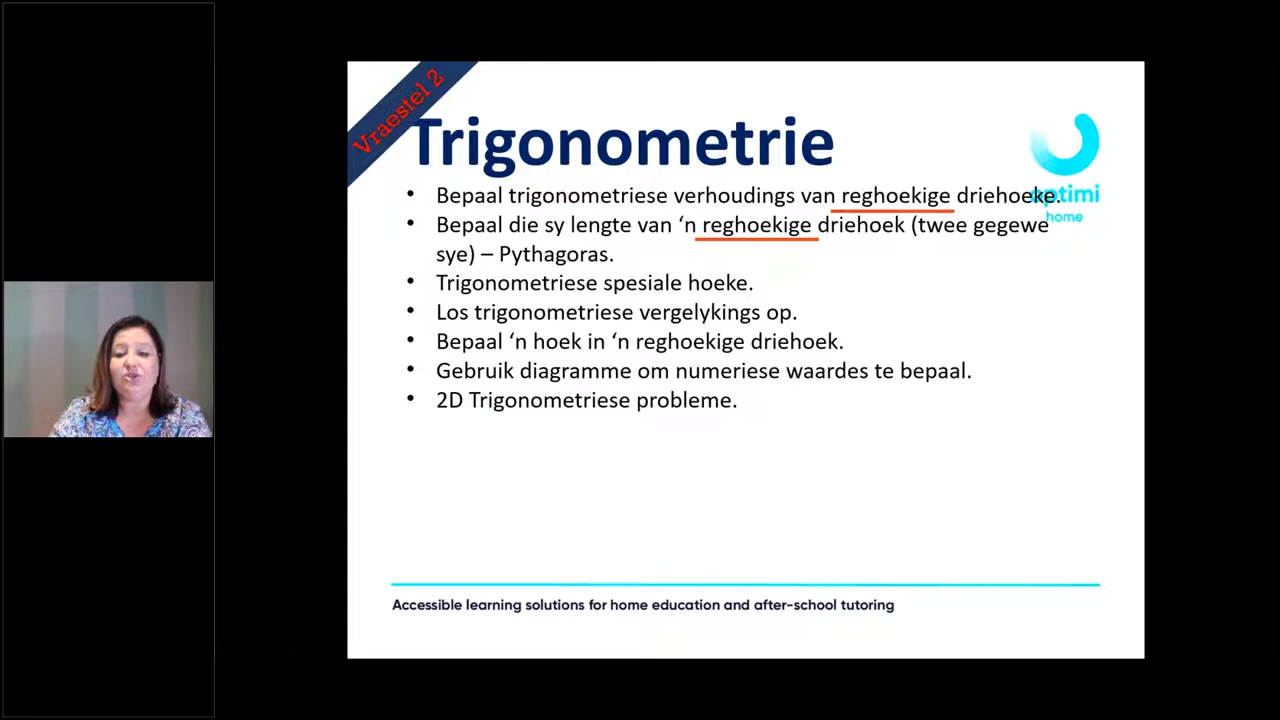 Vraestel 2
Trigonometrie
• Bepaal trigonometriese verhoudings van reghoekige driehoeke.
• Bepaal die sy lengte van ‘n reghoekige driehoek (twee gegewe
sye) – Pythagoras.
• Trigonometriese spesiale hoeke.
• Los trigonometriese vergelykings op.
• Bepaal ‘n hoek in ‘n reghoekige driehoek.
• Gebruik diagramme om numeriese waardes te bepaal.
• 2D Trigonometriese probleme.
optimi
home
Accessible learning solutions for home education and after-school tutoring